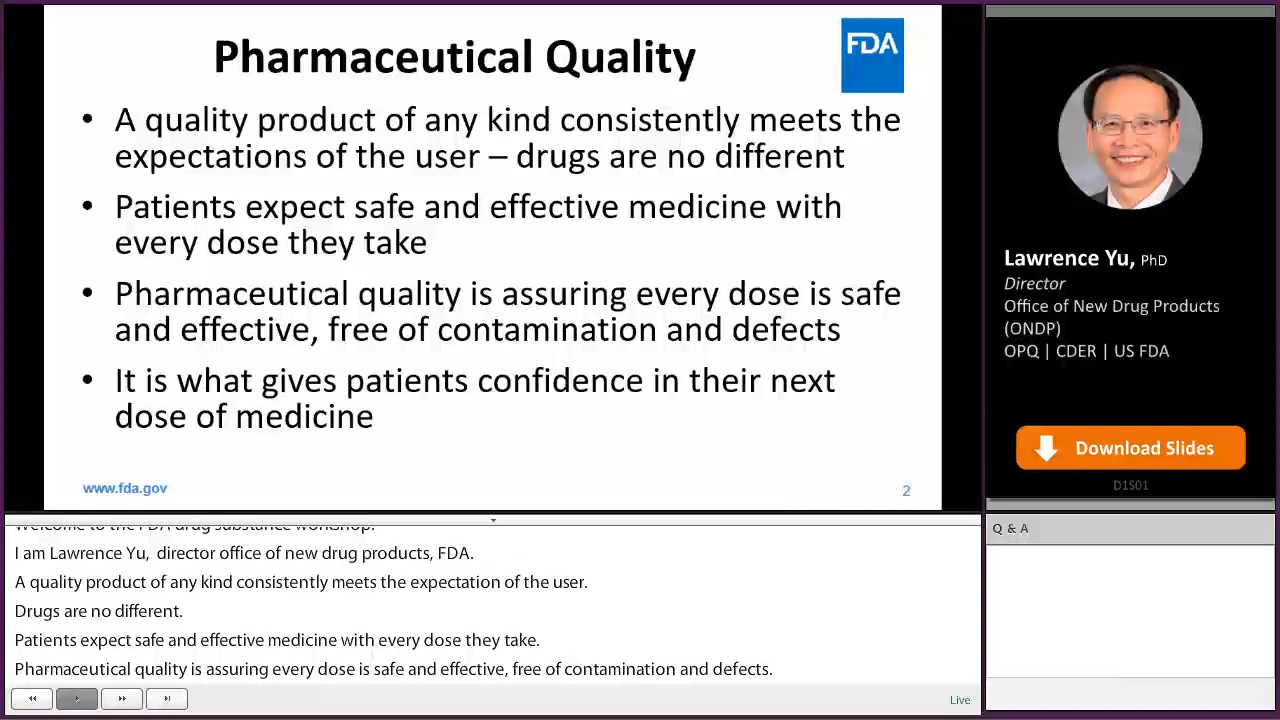 Pharmaceutical Quality
FDA
• A quality product of any kind consistently meets the
expectations of the user – drugs are no different
• Patients expect safe and effective medicine with
every dose they take
• Pharmaceutical quality is assuring every dose is safe
and effective, free of contamination and defects
• It is what gives patients confidence in their next
dose of medicine
www.fda.gov
2
Lawrence Yu, PhD
Director
Office of New Drug Products
(ONDP)
OPQ | CDER | US FDA
Download Slides
D1S01
Welcome to the FDA drug substance workshop.
I am Lawrence Yu, director office of new drug products, FDA.
A quality product of any kind consistently meets the expectation of the user.
Drugs are no different.
Patients expect safe and effective medicine with every dose they take.
Pharmaceutical quality is assuring every dose is safe and effective, free of contamination and defects.
Live
Q & A